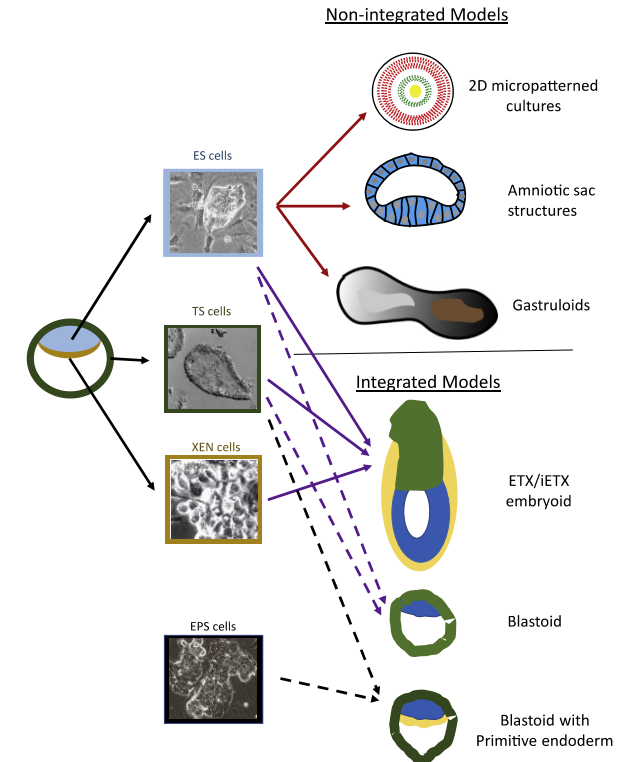 Non-integrated Models
2D micropatterned
cultures
ES cells
Amniotic sac
structures
Gastruloids
TS cells
Integrated Models
XEN cells
ETX/iETX
embryoid
Blastoid
EPS cells
Blastoid with
Primitive endoderm